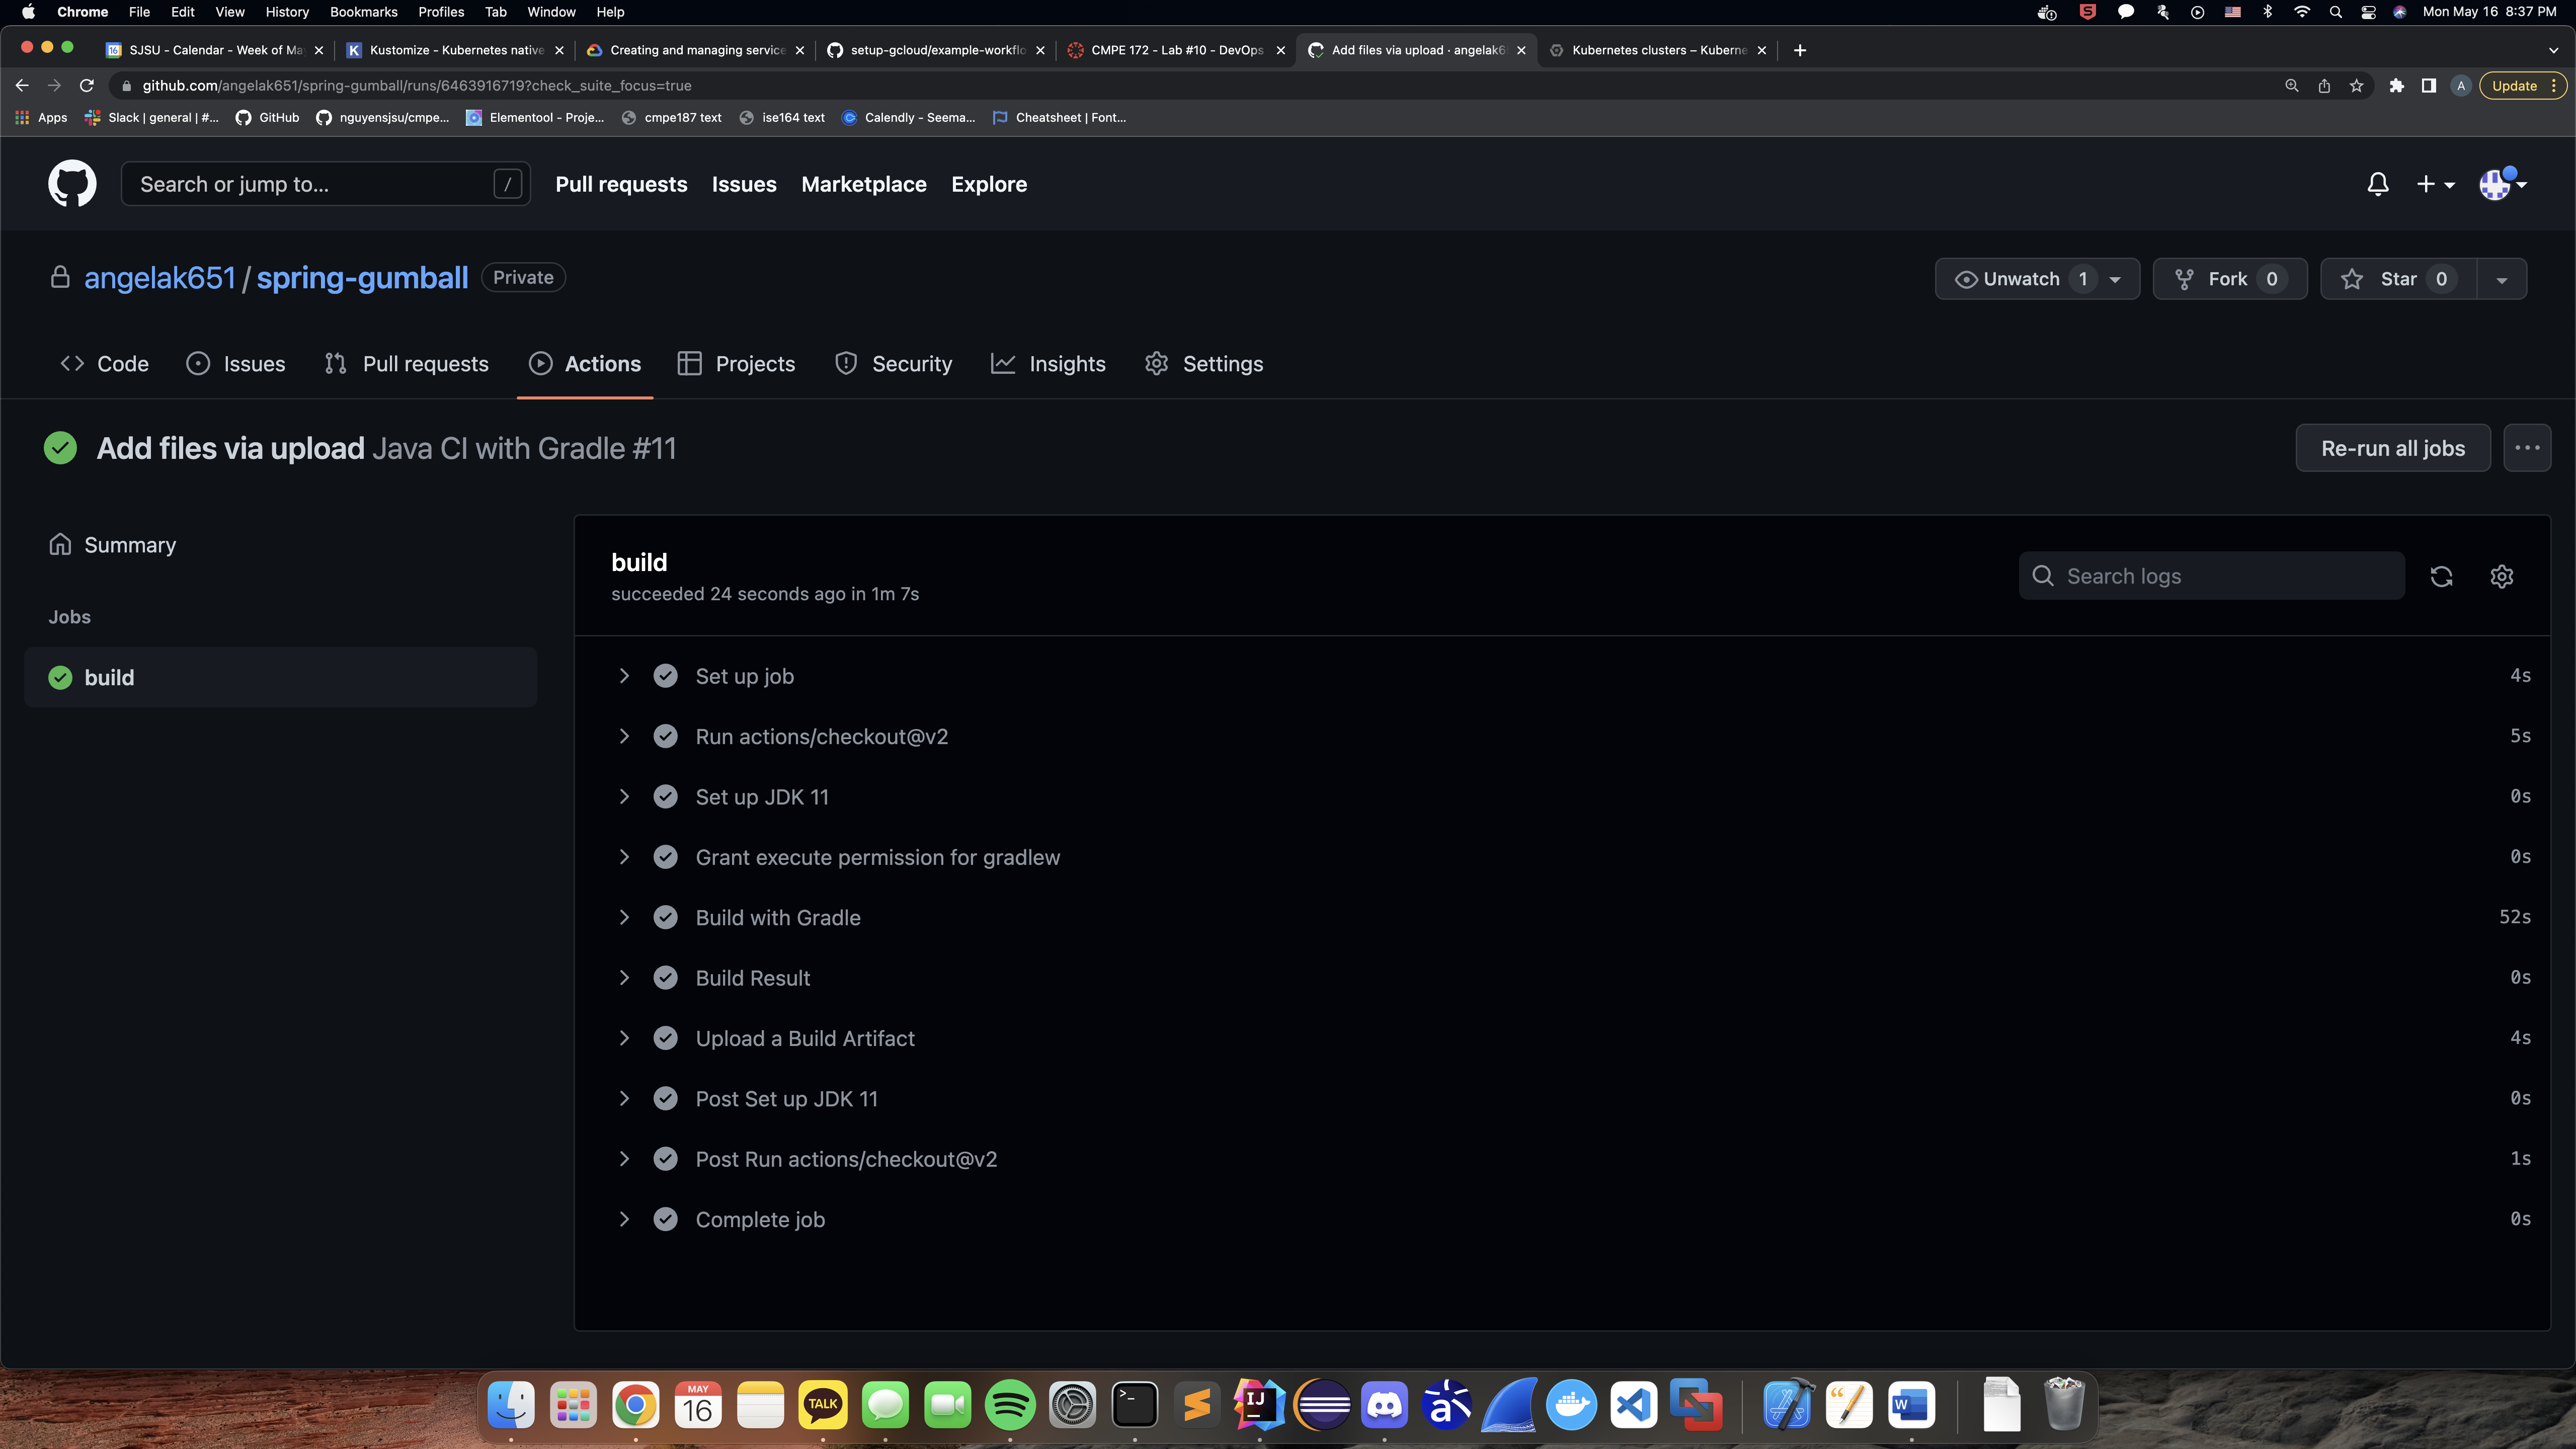 Chrome File Edit View History Bookmarks Profiles Tab Window Help Mon May 16 8:37 PM
SJSU - Calendar - Week of Ma Kustomize - Kubernetes native Creating and managing service setup-gcloud/example-workflo CMPE 172 - Lab #10 - DevOps Add files via upload · angelak6 Kubernetes clusters – Kuberne
github.com/angelak651/spring-gumball/runs/6463916719?check_suite_focus=true A Update
Apps Slack | general | #... GitHub nguyensjsu/cmpe... Elementool - Proje... cmpe187 text ise164 text Calendly - Seema... Cheatsheet | Font...
Search or jump to... / Pull requests Issues Marketplace Explore
angelak651 / spring-gumball Private Unwatch 1 Fork 0 Star 0
Code Issues Pull requests Actions Projects Security Insights Settings
Add files via upload Java CI with Gradle #11 Re-run all jobs
Summary
Jobs
build
build
succeeded 24 seconds ago in 1m 7s
Search logs
Set up job 4s
Run actions/checkout@v2 5s
Set up JDK 11 0s
Grant execute permission for gradlew 0s
Build with Gradle 52s
Build Result 0s
Upload a Build Artifact 4s
Post Set up JDK 11 0s
Post Run actions/checkout@v2 1s
Complete job 0s
MAY
16
TALK
IJ
W